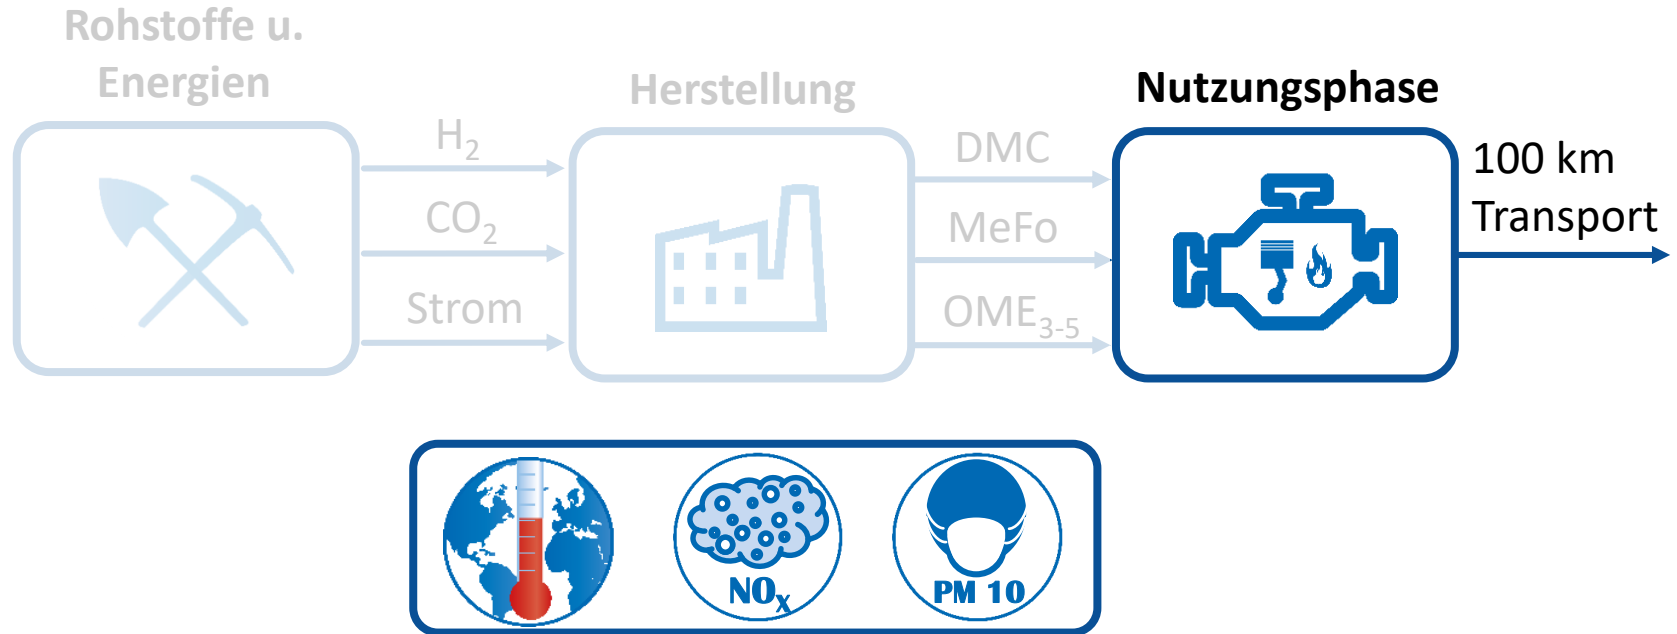 Rohstoffe u.
Energien
Herstellung
Nutzungsphase
H₂
CO₂
Strom
DMC
MeFo
OME₃₋₅
100 km
Transport
NOₓ
PM 10